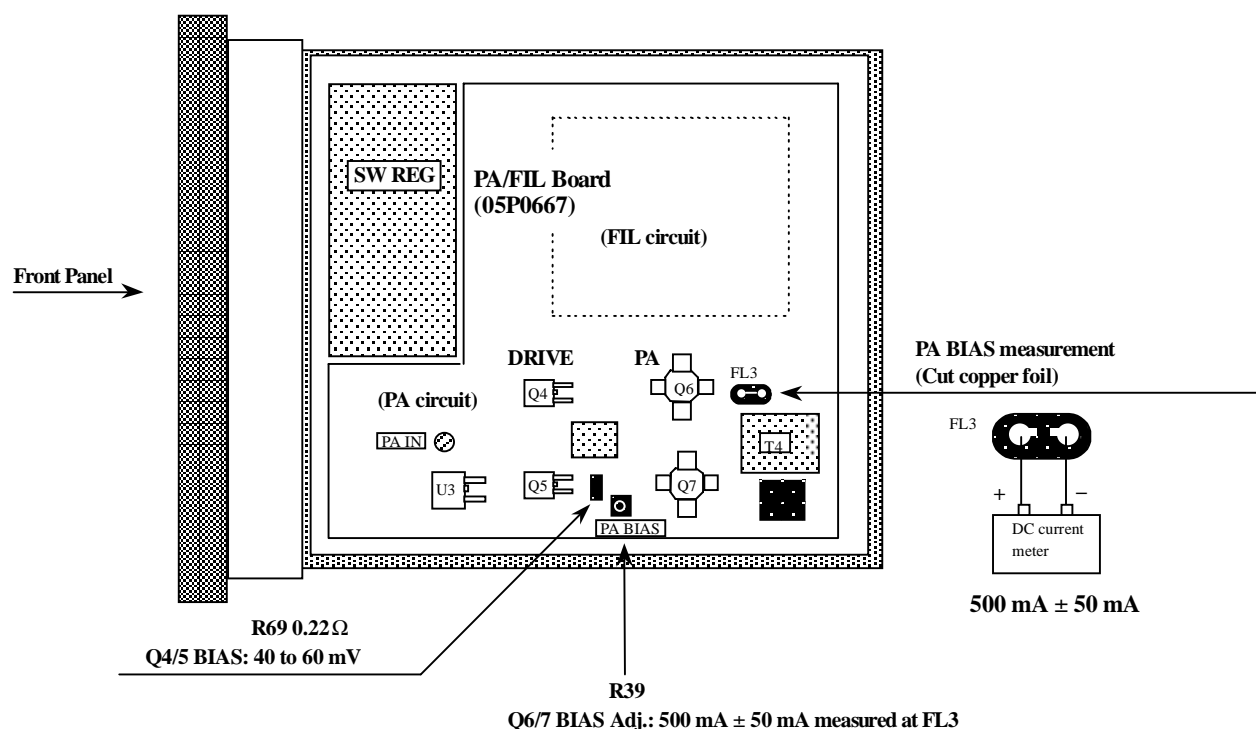 SW REG
PA/FIL Board
(05P0667)
(FIL circuit)
Front Panel
DRIVE
PA
PA BIAS measurement
(Cut copper foil)
FL3
Q4
Q6
(PA circuit)
FL3
PA IN
T4
U3
Q5
Q7
+
−
PA BIAS
DC current
meter
500 mA ± 50 mA
R69 0.22Ω
Q4/5 BIAS: 40 to 60 mV
R39
Q6/7 BIAS Adj.: 500 mA ± 50 mA measured at FL3